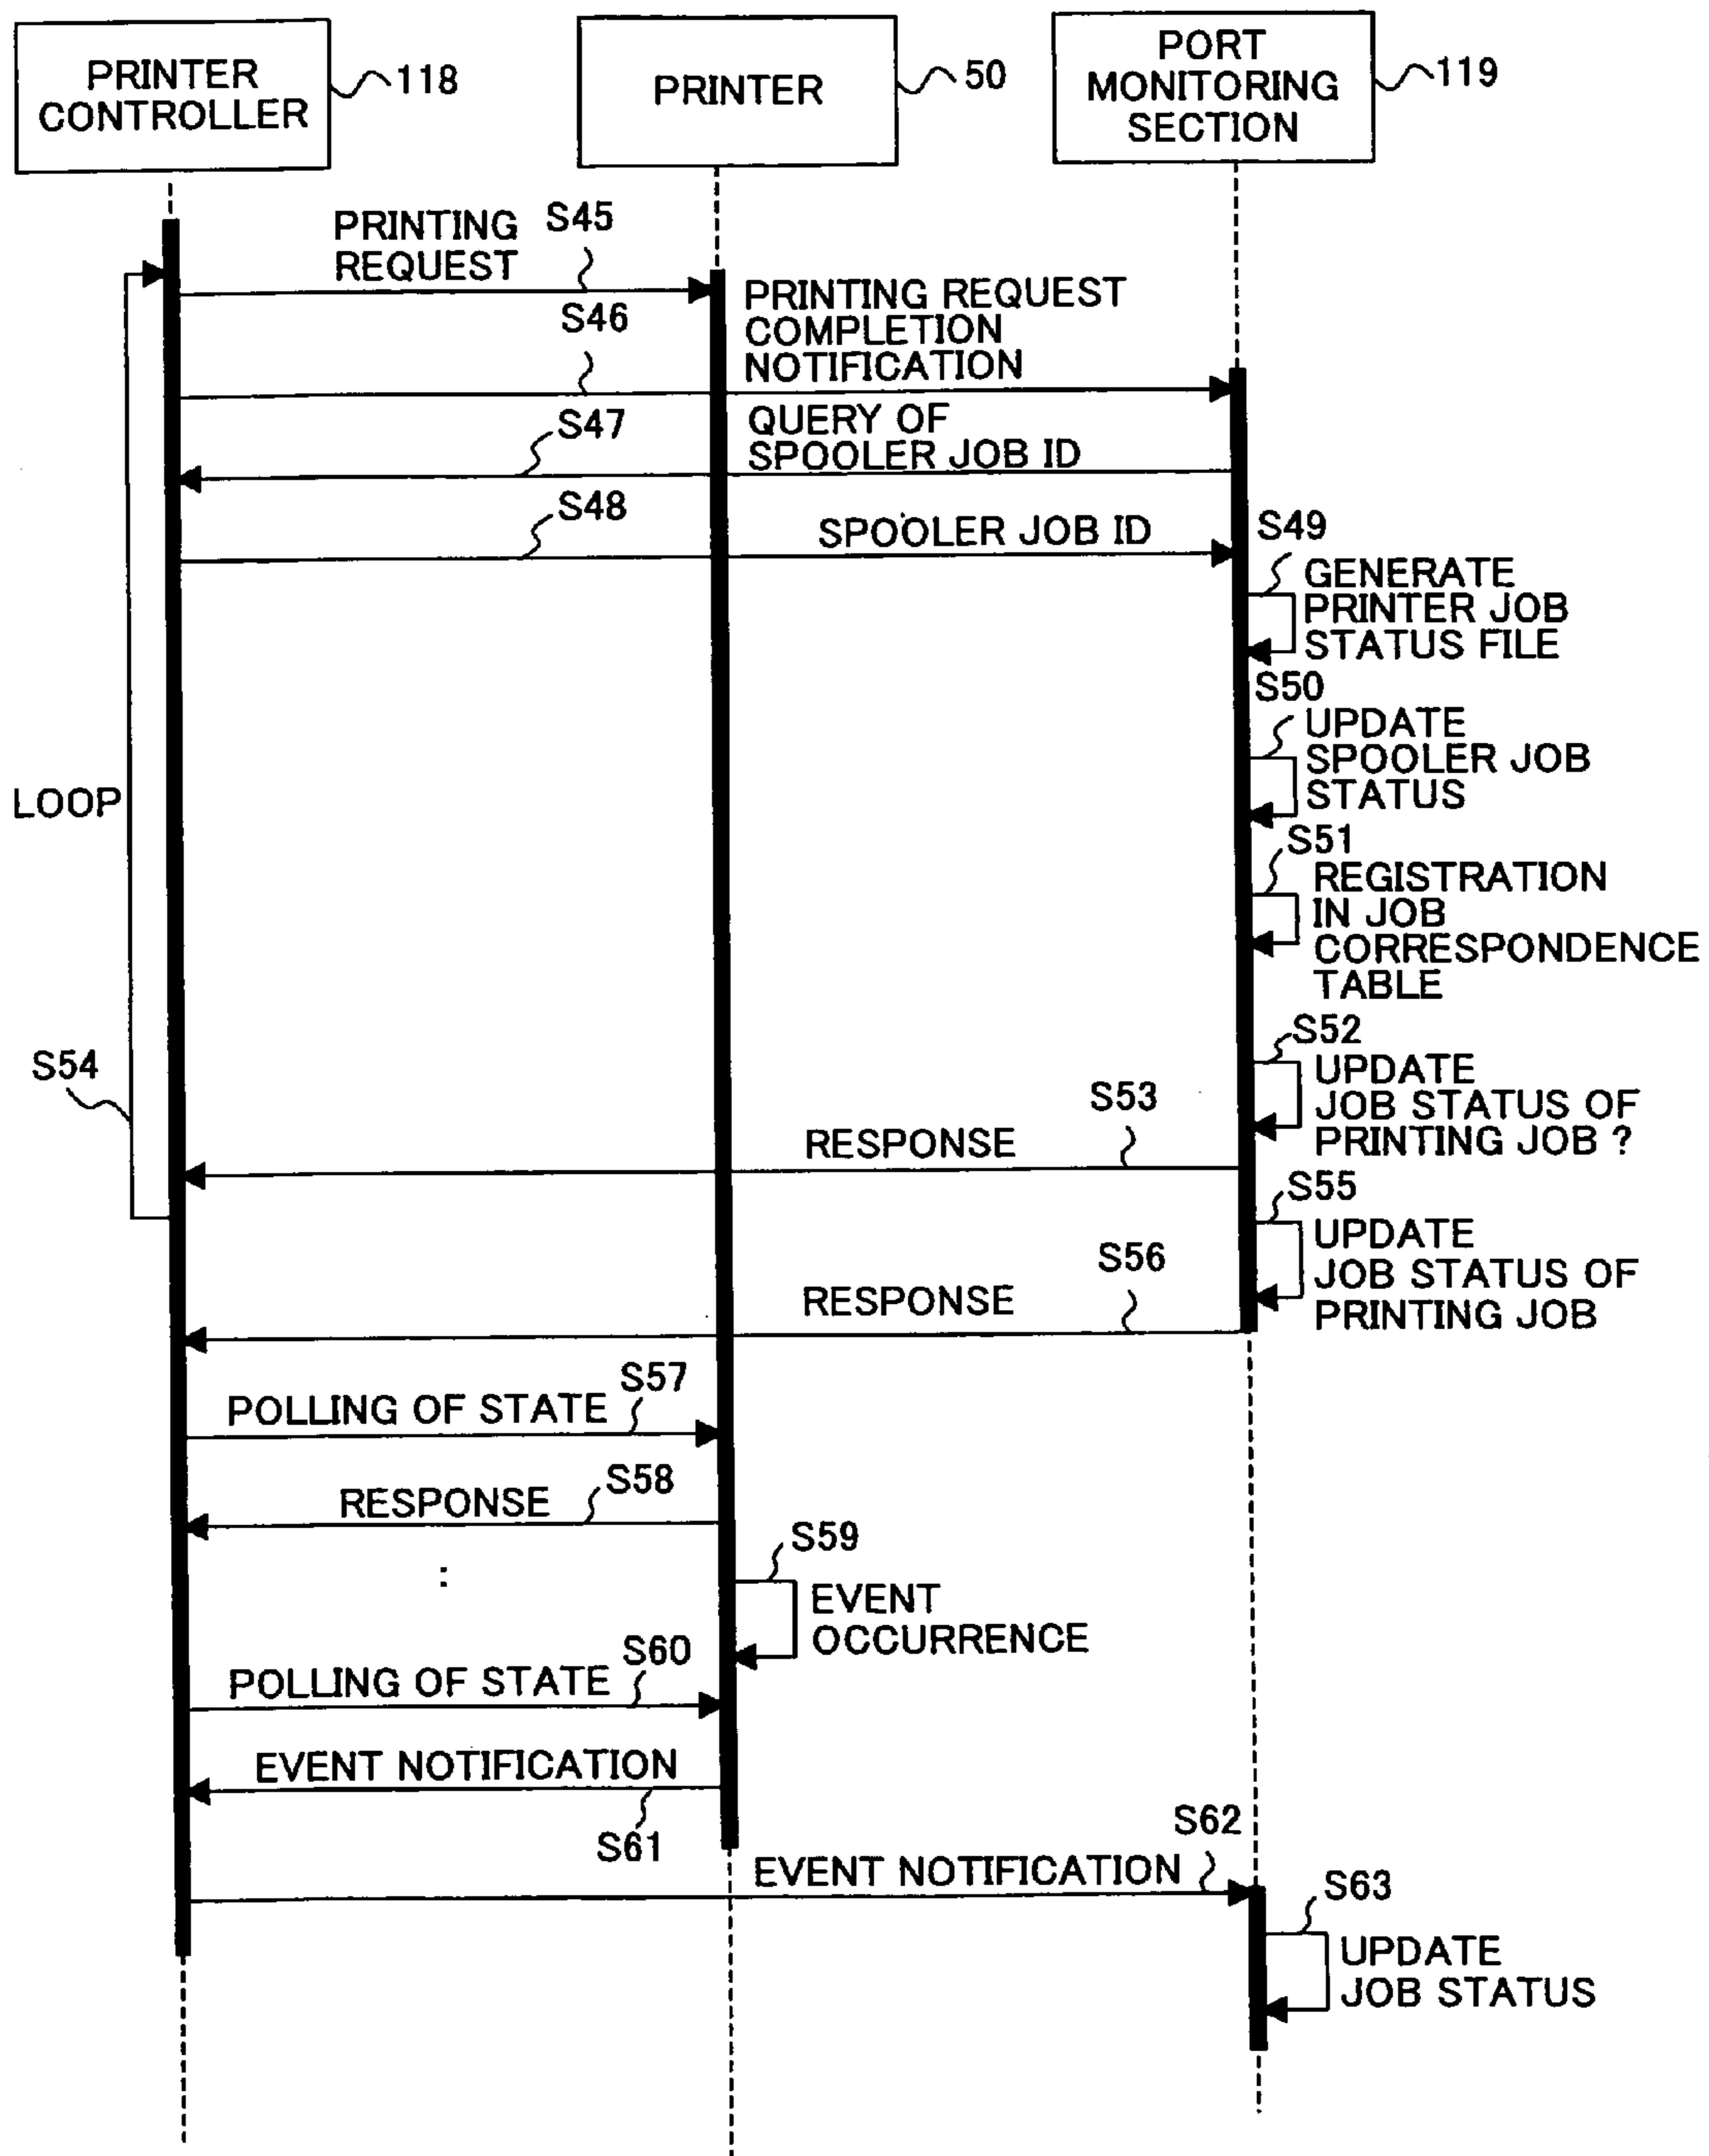 PRINTER
CONTROLLER
118
PRINTER
50
PORT
MONITORING
SECTION
119
PRINTING
REQUEST
S45
S46
PRINTING REQUEST
COMPLETION
NOTIFICATION
S47
QUERY OF
SPOOLER JOB ID
S48
SPOOLER JOB ID
S49
GENERATE
PRINTER JOB
STATUS FILE
S50
UPDATE
SPOOLER JOB
STATUS
LOOP
S51
REGISTRATION
IN JOB
CORRESPONDENCE
TABLE
S52
UPDATE
JOB STATUS OF
PRINTING JOB ?
S54
S53
RESPONSE
S55
UPDATE
JOB STATUS OF
PRINTING JOB
S56
RESPONSE
S57
POLLING OF STATE
S58
RESPONSE
:
S59
EVENT
OCCURRENCE
S60
POLLING OF STATE
EVENT NOTIFICATION
S61
S62
EVENT NOTIFICATION
S63
UPDATE
JOB STATUS